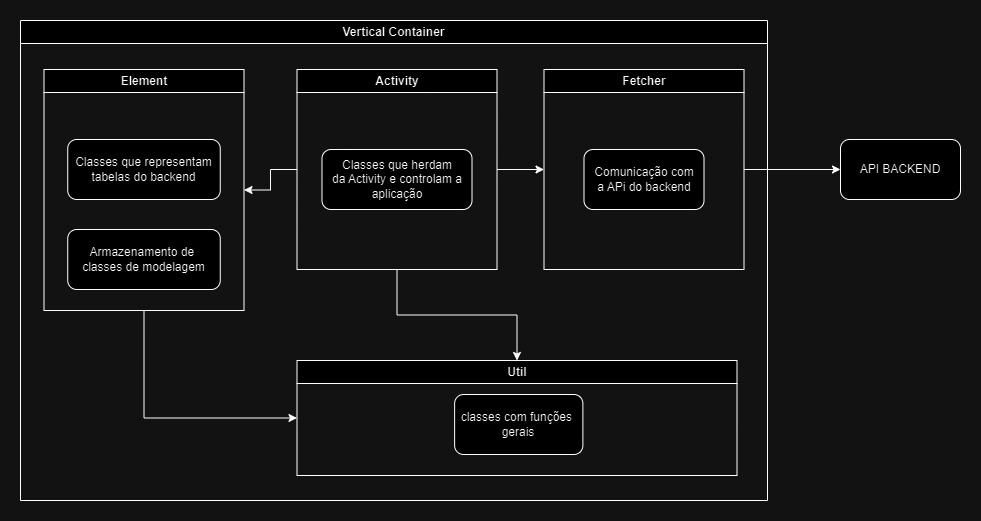 Vertical Container
Element
Classes que representam
tabelas do backend
Armazenamento de
classes de modelagem
Activity
Classes que herdam
da Activity e controlam a
aplicação
Fetcher
Comunicação com
a APi do backend
API BACKEND
Util
classes com funções
gerais